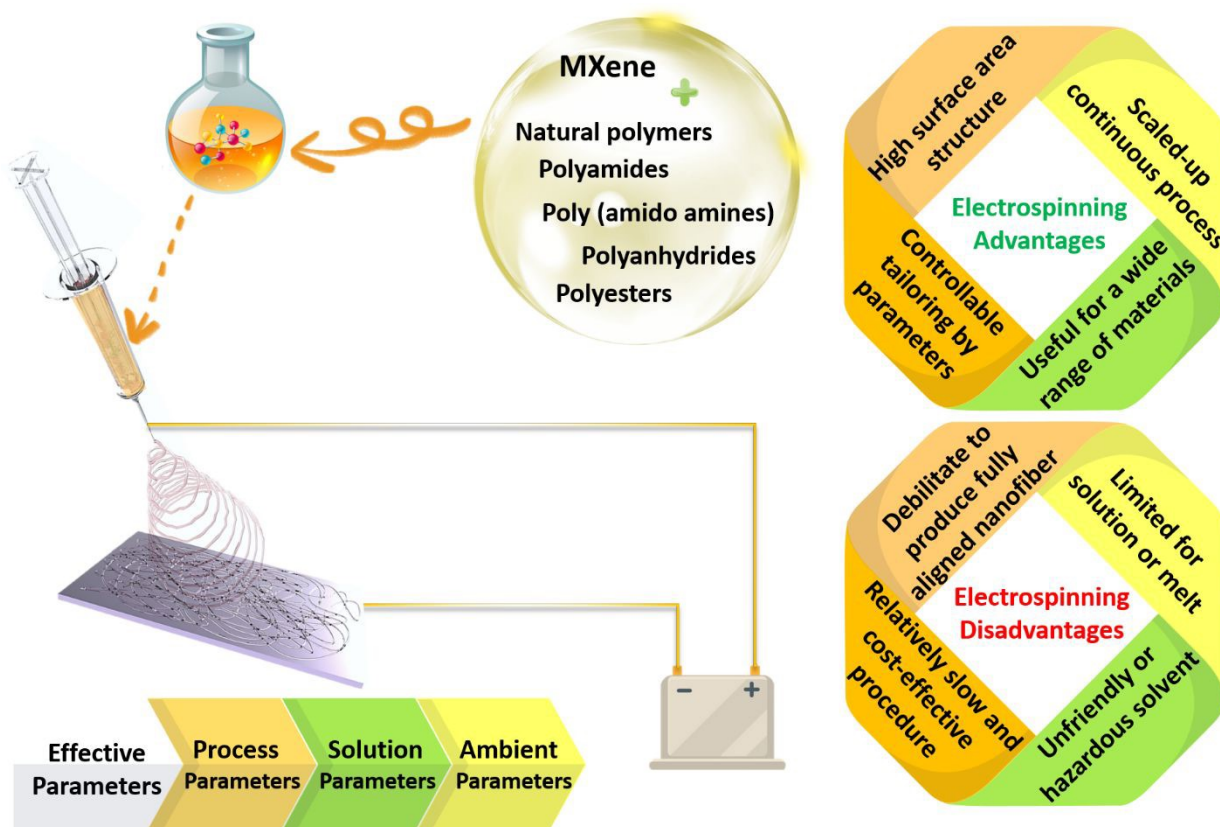 MXene
Natural polymers
Polyamides
Poly (amido amines)
Polyanhydrides
Polyesters
High surface area
structure
Scaled-up
continuous process
Electrospinning
Advantages
Controllable
tailoring by
parameters
Useful for a wide
range of materials
Debilitate to
produce fully
aligned nanofiber
Limited for
solution or melt
Electrospinning
Disadvantages
Relatively slow and
cost-effective
procedure
Unfriendly or
hazardous solvent
- +
Effective
Parameters
Process
Parameters
Solution
Parameters
Ambient
Parameters